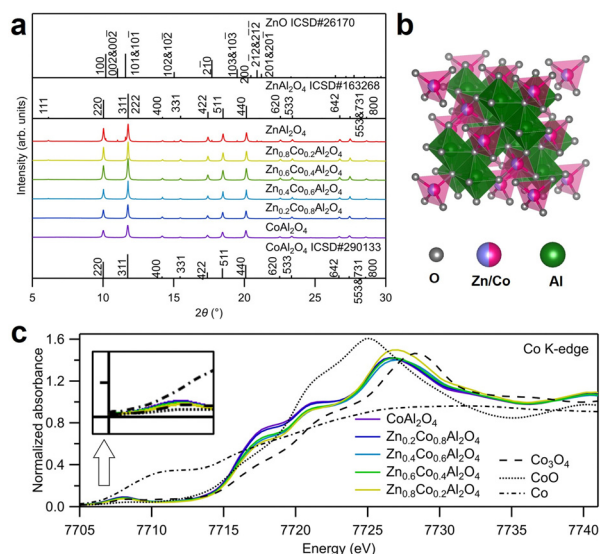 a
ZnO ICSD#26170
100
002&002̅
101&101̅
102&102̅
21̅0
103&103̅
200
212&212̅
201&201̅
ZnAl₂O₄ ICSD#163268
111
220
311
222
400
331
422
511
440
620
533
642
553&731
800
ZnAl₂O₄
Zn₀.₈Co₀.₂Al₂O₄
Zn₀.₆Co₀.₄Al₂O₄
Zn₀.₄Co₀.₆Al₂O₄
Zn₀.₂Co₀.₈Al₂O₄
CoAl₂O₄
CoAl₂O₄ ICSD#290133
220
311
400
331
422
511
440
620
533
642
553&731
800
Intensity (arb. units)
5 10 15 20 25 30
2θ (°)
b
O Zn/Co Al
c
Co K-edge
Normalized absorbance
1.6
1.2
0.8
0.4
0.0
CoAl₂O₄
Zn₀.₂Co₀.₈Al₂O₄
Zn₀.₄Co₀.₆Al₂O₄
Zn₀.₆Co₀.₄Al₂O₄
Zn₀.₈Co₀.₂Al₂O₄
Co₃O₄
CoO
Co
7705 7710 7715 7720 7725 7730 7735 7740
Energy (eV)